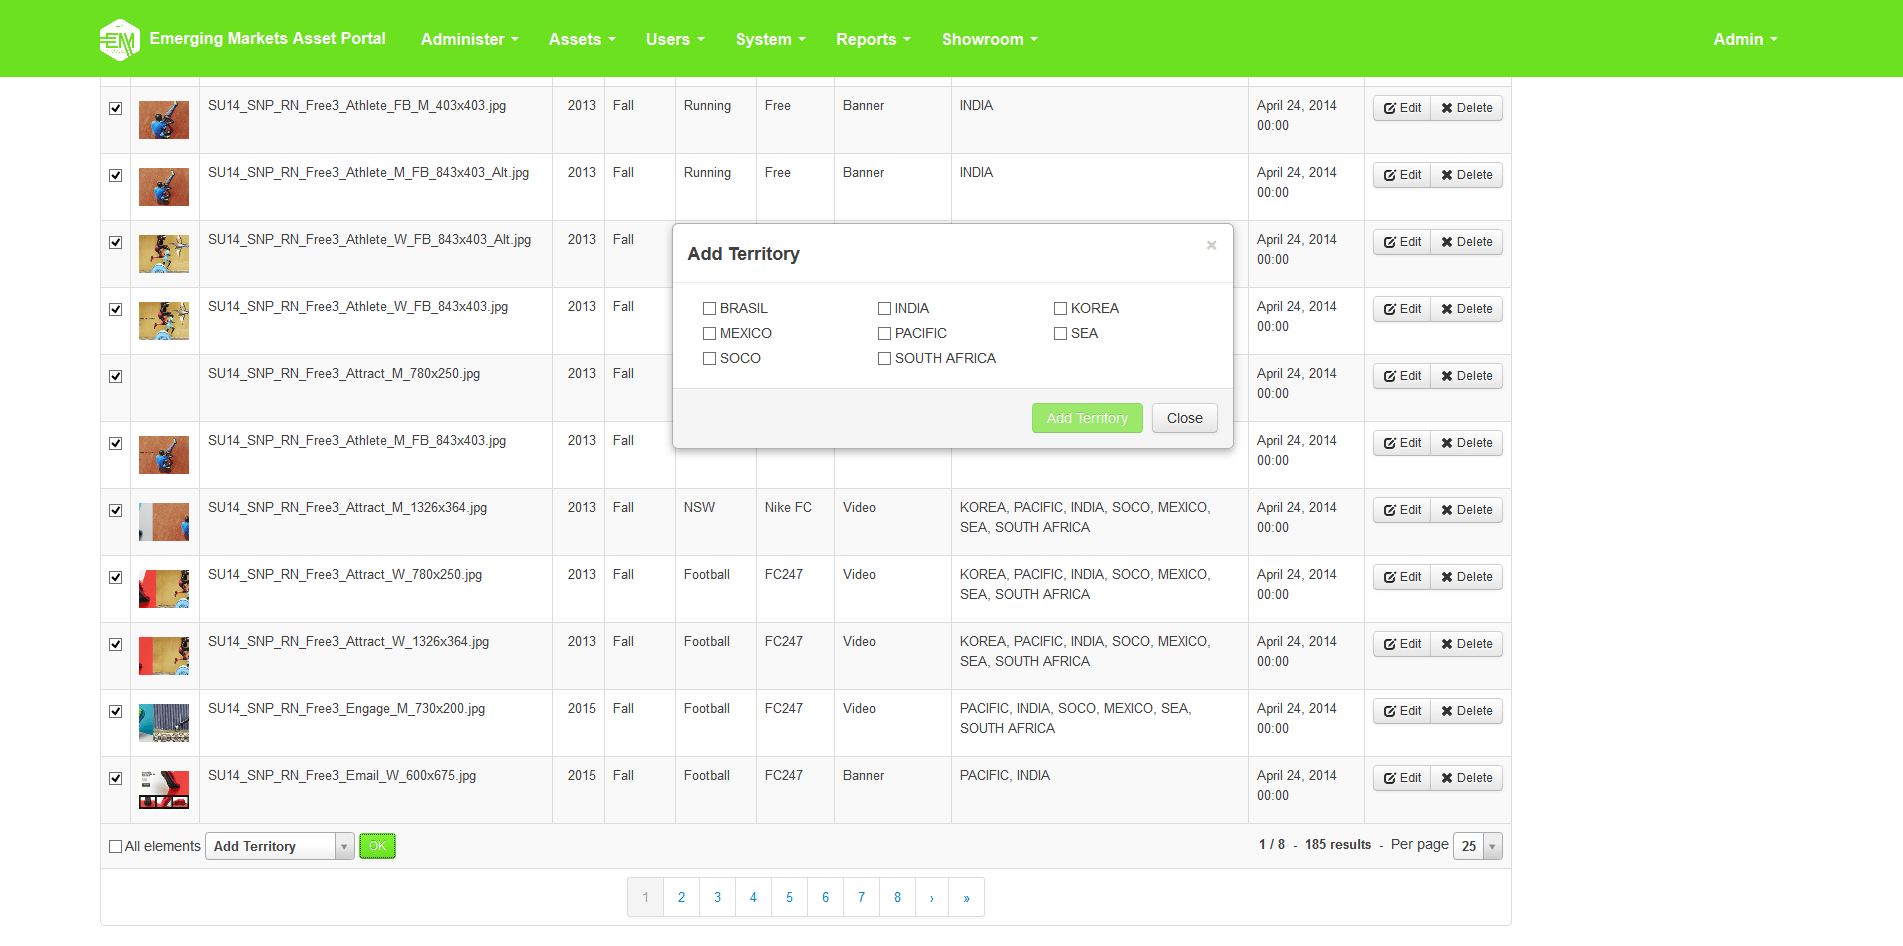 EM Emerging Markets Asset Portal Administer Assets Users System Reports Showroom Admin
SU14_SNP_RN_Free3_Athlete_FB_M_403x403.jpg 2013 Fall Running Free Banner INDIA April 24, 2014 Edit Delete
00:00
SU14_SNP_RN_Free3_Athlete_M_FB_843x403_Alt.jpg 2013 Fall Running Free Banner INDIA April 24, 2014 Edit Delete
00:00
SU14_SNP_RN_Free3_Athlete_W_FB_843x403_Alt.jpg 2013 Fall April 24, 2014 Edit Delete
00:00
Add Territory ×
SU14_SNP_RN_Free3_Athlete_W_FB_843x403.jpg 2013 Fall April 24, 2014 Edit Delete
00:00
BRASIL INDIA KOREA
MEXICO PACIFIC SEA
SOCO SOUTH AFRICA
SU14_SNP_RN_Free3_Attract_M_780x250.jpg 2013 Fall April 24, 2014 Edit Delete
00:00
Add Territory Close
SU14_SNP_RN_Free3_Athlete_M_FB_843x403.jpg 2013 Fall April 24, 2014 Edit Delete
00:00
SU14_SNP_RN_Free3_Attract_M_1326x364.jpg 2013 Fall NSW Nike FC Video KOREA, PACIFIC, INDIA, SOCO, MEXICO, April 24, 2014 Edit Delete
SEA, SOUTH AFRICA 00:00
SU14_SNP_RN_Free3_Attract_W_780x250.jpg 2013 Fall Football FC247 Video KOREA, PACIFIC, INDIA, SOCO, MEXICO, April 24, 2014 Edit Delete
SEA, SOUTH AFRICA 00:00
SU14_SNP_RN_Free3_Attract_W_1326x364.jpg 2013 Fall Football FC247 Video KOREA, PACIFIC, INDIA, SOCO, MEXICO, April 24, 2014 Edit Delete
SEA, SOUTH AFRICA 00:00
SU14_SNP_RN_Free3_Engage_M_730x200.jpg 2015 Fall Football FC247 Video PACIFIC, INDIA, SOCO, MEXICO, SEA, April 24, 2014 Edit Delete
SOUTH AFRICA 00:00
SU14_SNP_RN_Free3_Email_W_600x675.jpg 2015 Fall Football FC247 Banner PACIFIC, INDIA April 24, 2014 Edit Delete
00:00
All elements Add Territory OK 1 / 8 - 185 results - Per page 25
1 2 3 4 5 6 7 8 › »